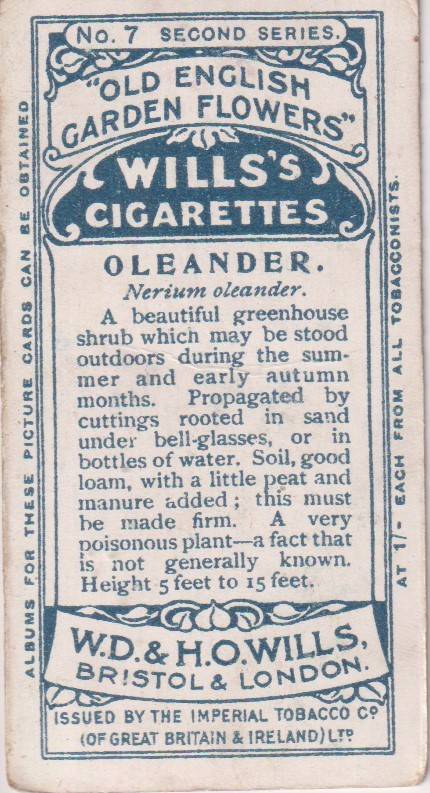 No. 7 SECOND SERIES.
"OLD ENGLISH
GARDEN FLOWERS"
WILLS'S
CIGARETTES
OLEANDER.
Nerium oleander.
A beautiful greenhouse
shrub which may be stood
outdoors during the sum-
mer and early autumn
months. Propagated by
cuttings rooted in sand
under bell-glasses, or in
bottles of water. Soil, good
loam, with a little peat and
manure added; this must
be made firm. A very
poisonous plant—a fact that
is not generally known.
Height 5 feet to 15 feet.
W.D. & H.O. WILLS,
BRISTOL & LONDON.
ISSUED BY THE IMPERIAL TOBACCO Co.
(OF GREAT BRITAIN & IRELAND) LTD.
ALBUMS FOR THESE PICTURE CARDS CAN BE OBTAINED
AT 1/- EACH FROM ALL TOBACCONISTS.